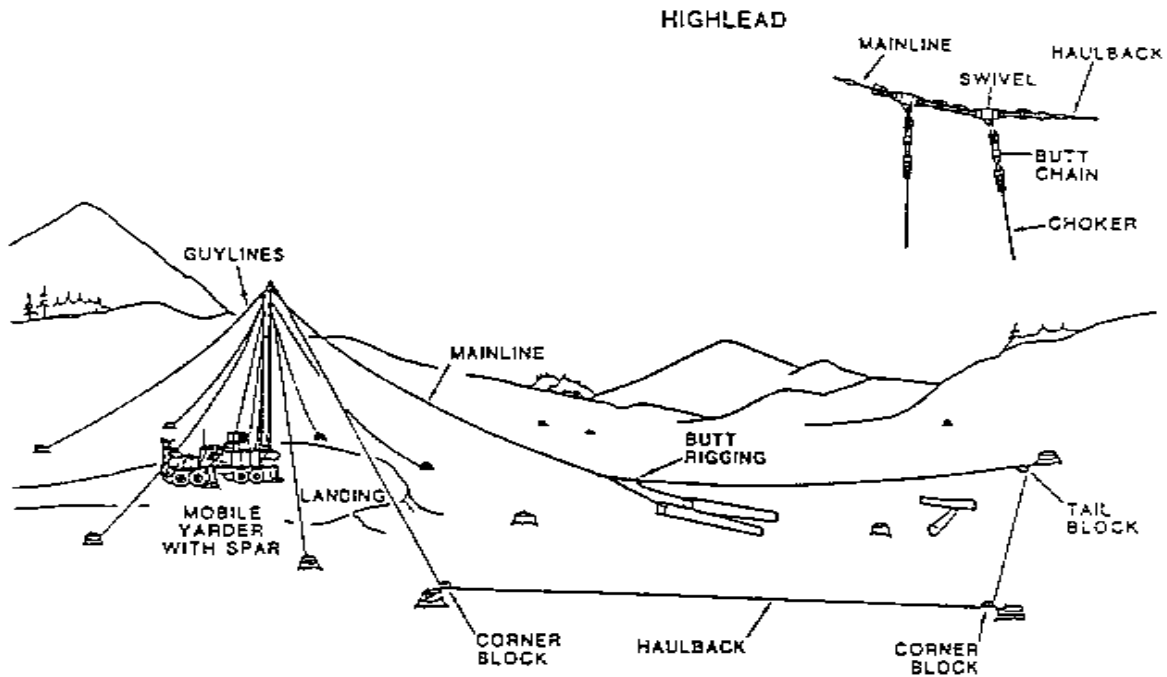 HIGHLEAD
MAINLINE
HAULBACK
SWIVEL
BUTT
CHAIN
CHOKER
GUYLINES
MAINLINE
BUTT
RIGGING
LANDING
MOBILE
YARDER
WITH SPAR
TAIL
BLOCK
CORNER
BLOCK
HAULBACK
CORNER
BLOCK